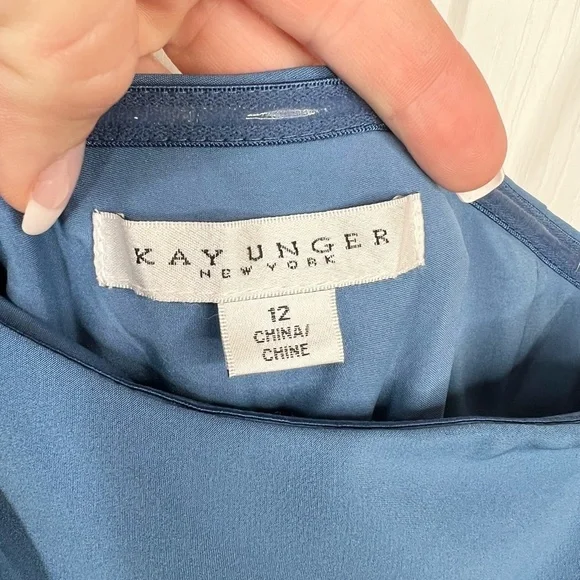 KAY UNGER
NEW YORK
12
CHINA/
CHINE